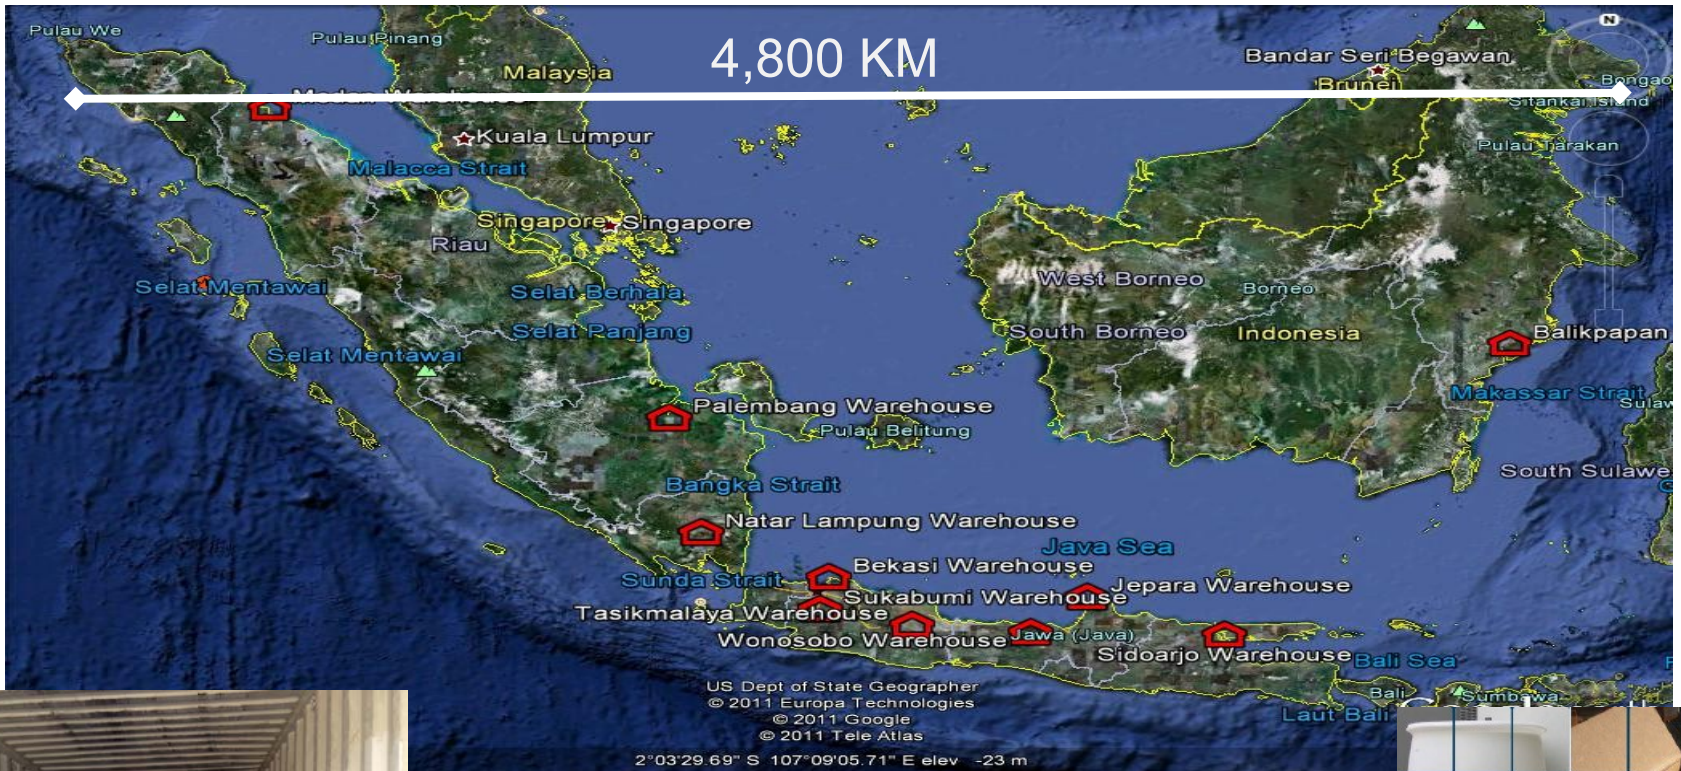 Pulau We
Pulau Pinang
4,800 KM
Bandar Seri Begawan
Malaysia
Brunei
Bongao
Sitankai Island
Medan Warehouse
Kuala Lumpur
Pulau Tarakan
Malacca Strait
Singapore
Singapore
Riau
Selat Mentawai
Selat Berhala
West Borneo
Borneo
Selat Panjang
South Borneo
Indonesia
Balikpapan
Selat Mentawai
Makassar Strait
Sulaw
Palembang Warehouse
Pulau Belitung
South Sulawe
Bangka Strait
Natar Lampung Warehouse
Java Sea
Bekasi Warehouse
Sunda Strait
Jepara Warehouse
Sukabumi Warehouse
Tasikmalaya Warehouse
Wonosobo Warehouse
Jawa (Java)
Sidoarjo Warehouse
Bali Sea
US Dept of State Geographer
© 2011 Europa Technologies
© 2011 Google
© 2011 Tele Atlas
Bali
Sumbawa
Laut Bali
2°03'29.69" S 107°09'05.71" E elev -23 m
N